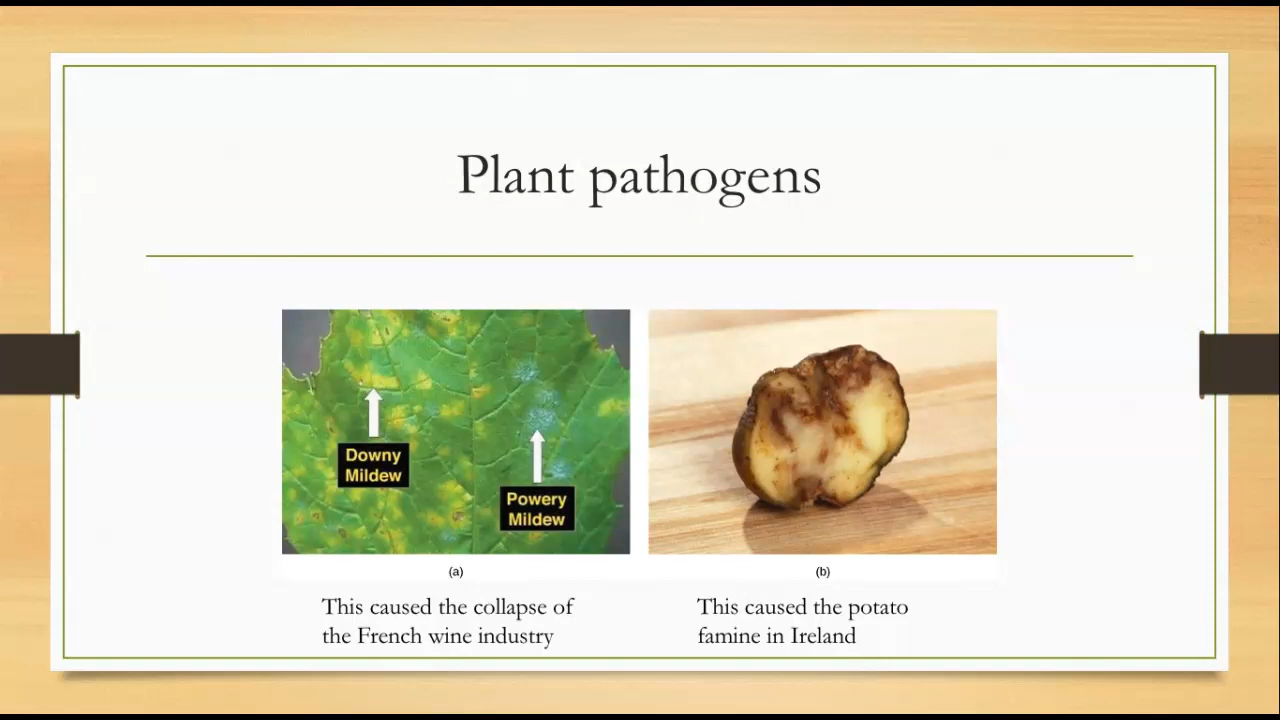 Plant pathogens
Downy
Mildew
Powery
Mildew
(a)
(b)
This caused the collapse of
the French wine industry
This caused the potato
famine in Ireland